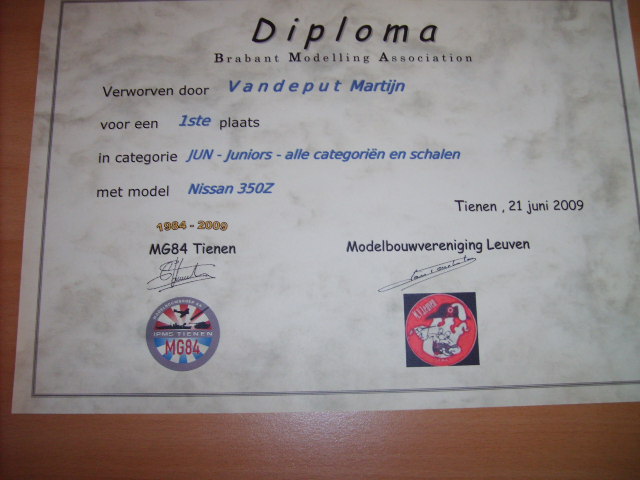 Diploma
Brabant Modelling Association
Verworven door Vandeput Martijn
voor een 1ste plaats
in categorie JUN - Juniors - alle categoriën en schalen
met model Nissan 350Z
Tienen , 21 juni 2009
1984 - 2009
MG84 Tienen
Modelbouwvereniging Leuven
IPMS TIENEN
MG84